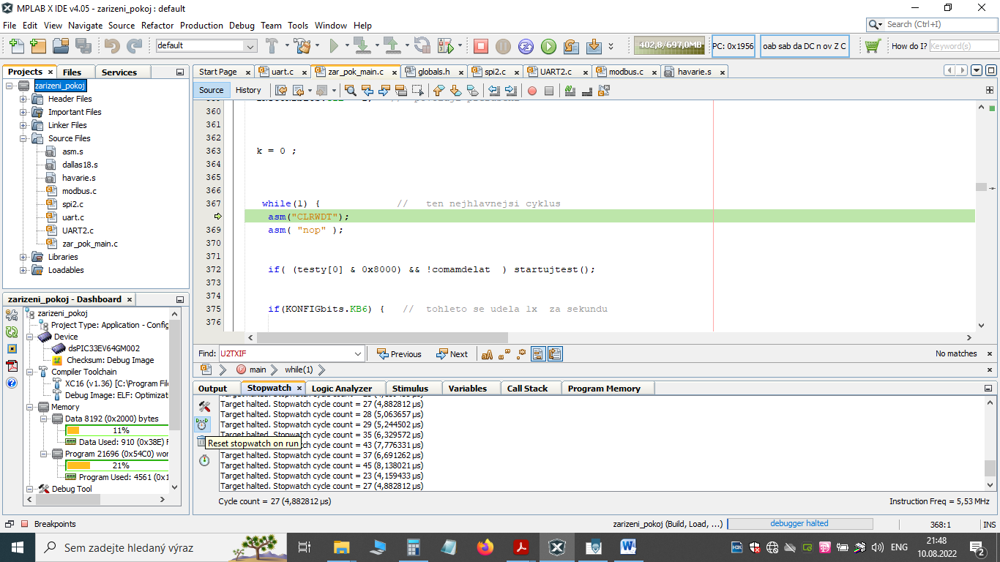 MPLAB X IDE v4.05 - zarizeni_pokoj : default
File Edit View Navigate Source Refactor Production Debug Team Tools Window Help
Search (Ctrl+I)
default
402,8/697,0MB
PC: 0x1956
oab sab da DC n ov Z C
How do I?
Keyword(s)
Projects × Files Services
Start Page × uart.c × zar_pok_main.c × globals.h × spi2.c × UART2.c × modbus.c × havarie.s ×
Source History
zarizeni_pokoj
Header Files
Important Files
Linker Files
Source Files
asm.s
dallas18.s
havarie.s
modbus.c
spi2.c
uart.c
UART2.c
zar_pok_main.c
Libraries
Loadables
360
361
362
363 k = 0 ;
364
365
366
367 while(1) { // ten nejhlavnejsi cyklus
asm("CLRWDT");
369 asm( "nop" );
370
371
372 if( (testy[0] & 0x8000) && !comamdelat ) startujtest();
373
374
375 if(KONFIGbits.KB6) { // tohleto se udela 1x za sekundu
376
zarizeni_pokoj - Dashboard ×
zarizeni_pokoj
Project Type: Application - Config
Device
dsPIC33EV64GM002
Checksum: Debug Image
Compiler Toolchain
XC16 (v1.36) [C:\Program File
Debug Image: ELF: Optimizat
Memory
Data 8192 (0x2000) bytes
11%
Data Used: 910 (0x38E) F
Program 21696 (0x54C0) wor
21%
Program Used: 4561 (0x1
Debug Tool
Find: U2TXIF Previous Next No matches ×
main while(1)
Output Stopwatch × Logic Analyzer Stimulus Variables Call Stack Program Memory
Target halted. Stopwatch cycle count = 27 (4,882812 µs)
Target halted. Stopwatch cycle count = 28 (5,063657 µs)
Target halted. Stopwatch cycle count = 29 (5,244502 µs)
Target halted. Stopwatch cycle count = 35 (6,329572 µs)
cycle count = 43 (7,776331 µs)
Reset stopwatch on run
Target halted. Stopwatch cycle count = 37 (6,691262 µs)
Target halted. Stopwatch cycle count = 45 (8,138021 µs)
Target halted. Stopwatch cycle count = 23 (4,159433 µs)
Target halted. Stopwatch cycle count = 27 (4,882812 µs)
Cycle count = 27 (4,882812 µs)
Instruction Freq = 5,53 MHz
Breakpoints
zarizeni_pokoj (Build, Load, ...)
debugger halted
368:1
INS
Sem zadejte hledaný výraz
ENG
21:48
10.08.2022
2